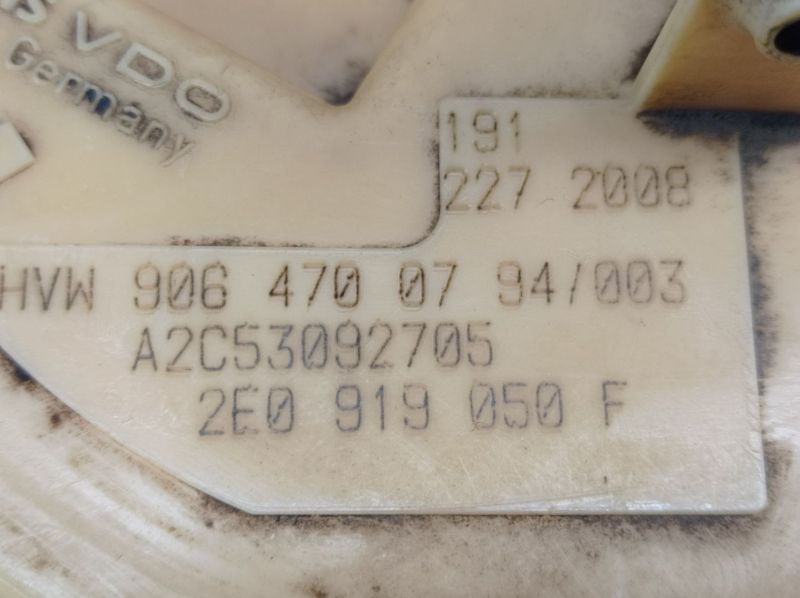 VDO
Germany
191
227 2008
HVW 906 470 07 94/003
A2C53092705
2E0 919 050 F